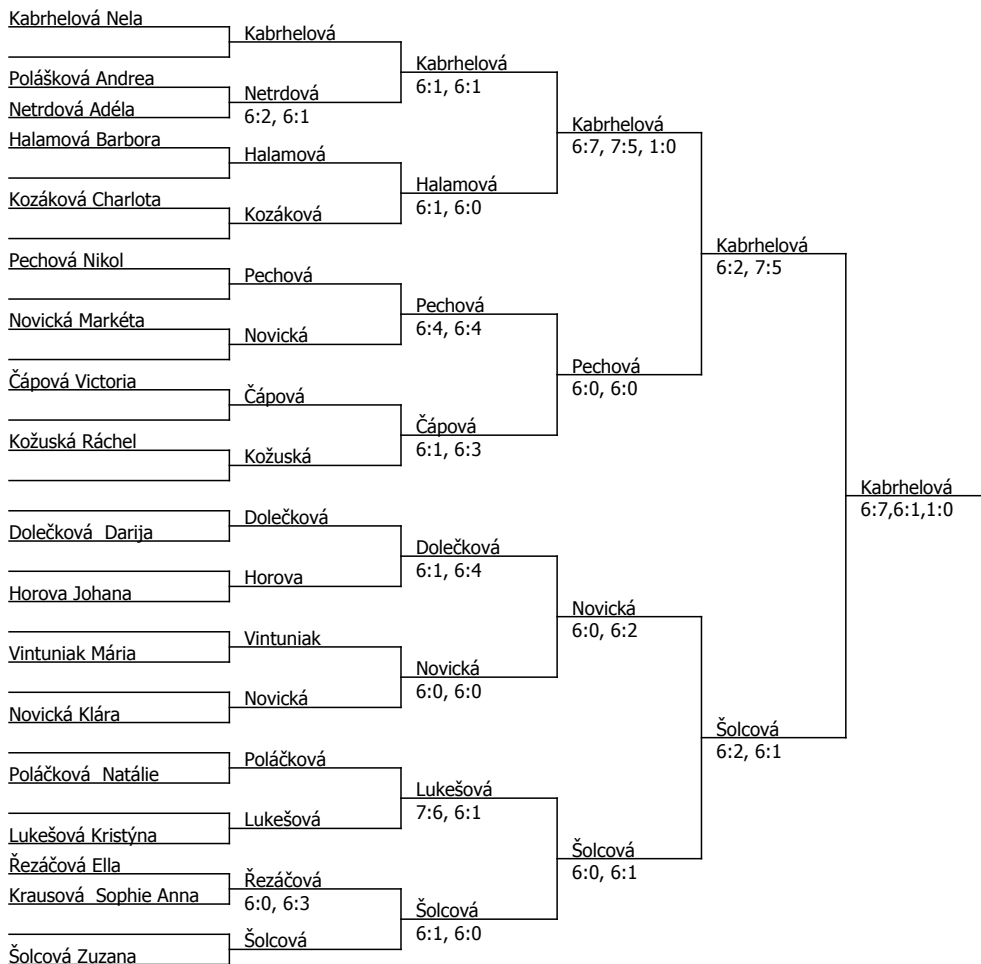 Kabrhelová Nela
Polášková Andrea
Netrdová Adéla
Halamová Barbora
Kozáková Charlota
Pechová Nikol
Novická Markéta
Čápová Victoria
Kožuská Ráchel
Dolečková  Darija
Horova Johana
Vintuniak Mária
Novická Klára
Poláčková  Natálie
Lukešová Kristýna
Řezáčová Ella
Krausová  Sophie Anna
Šolcová Zuzana
Kabrhelová
Netrdová
6:2, 6:1
Halamová
Kozáková
Pechová
Novická
Čápová
Kožuská
Dolečková
Horova
Vintuniak
Novická
Poláčková
Lukešová
Řezáčová
6:0, 6:3
Šolcová
Kabrhelová
6:1, 6:1
Halamová
6:1, 6:0
Pechová
6:4, 6:4
Čápová
6:1, 6:3
Dolečková
6:1, 6:4
Novická
6:0, 6:0
Lukešová
7:6, 6:1
Šolcová
6:1, 6:0
Kabrhelová
6:7, 7:5, 1:0
Pechová
6:0, 6:0
Novická
6:0, 6:2
Šolcová
6:0, 6:1
Kabrhelová
6:2, 7:5
Šolcová
6:2, 6:1
Kabrhelová
6:7,6:1,1:0